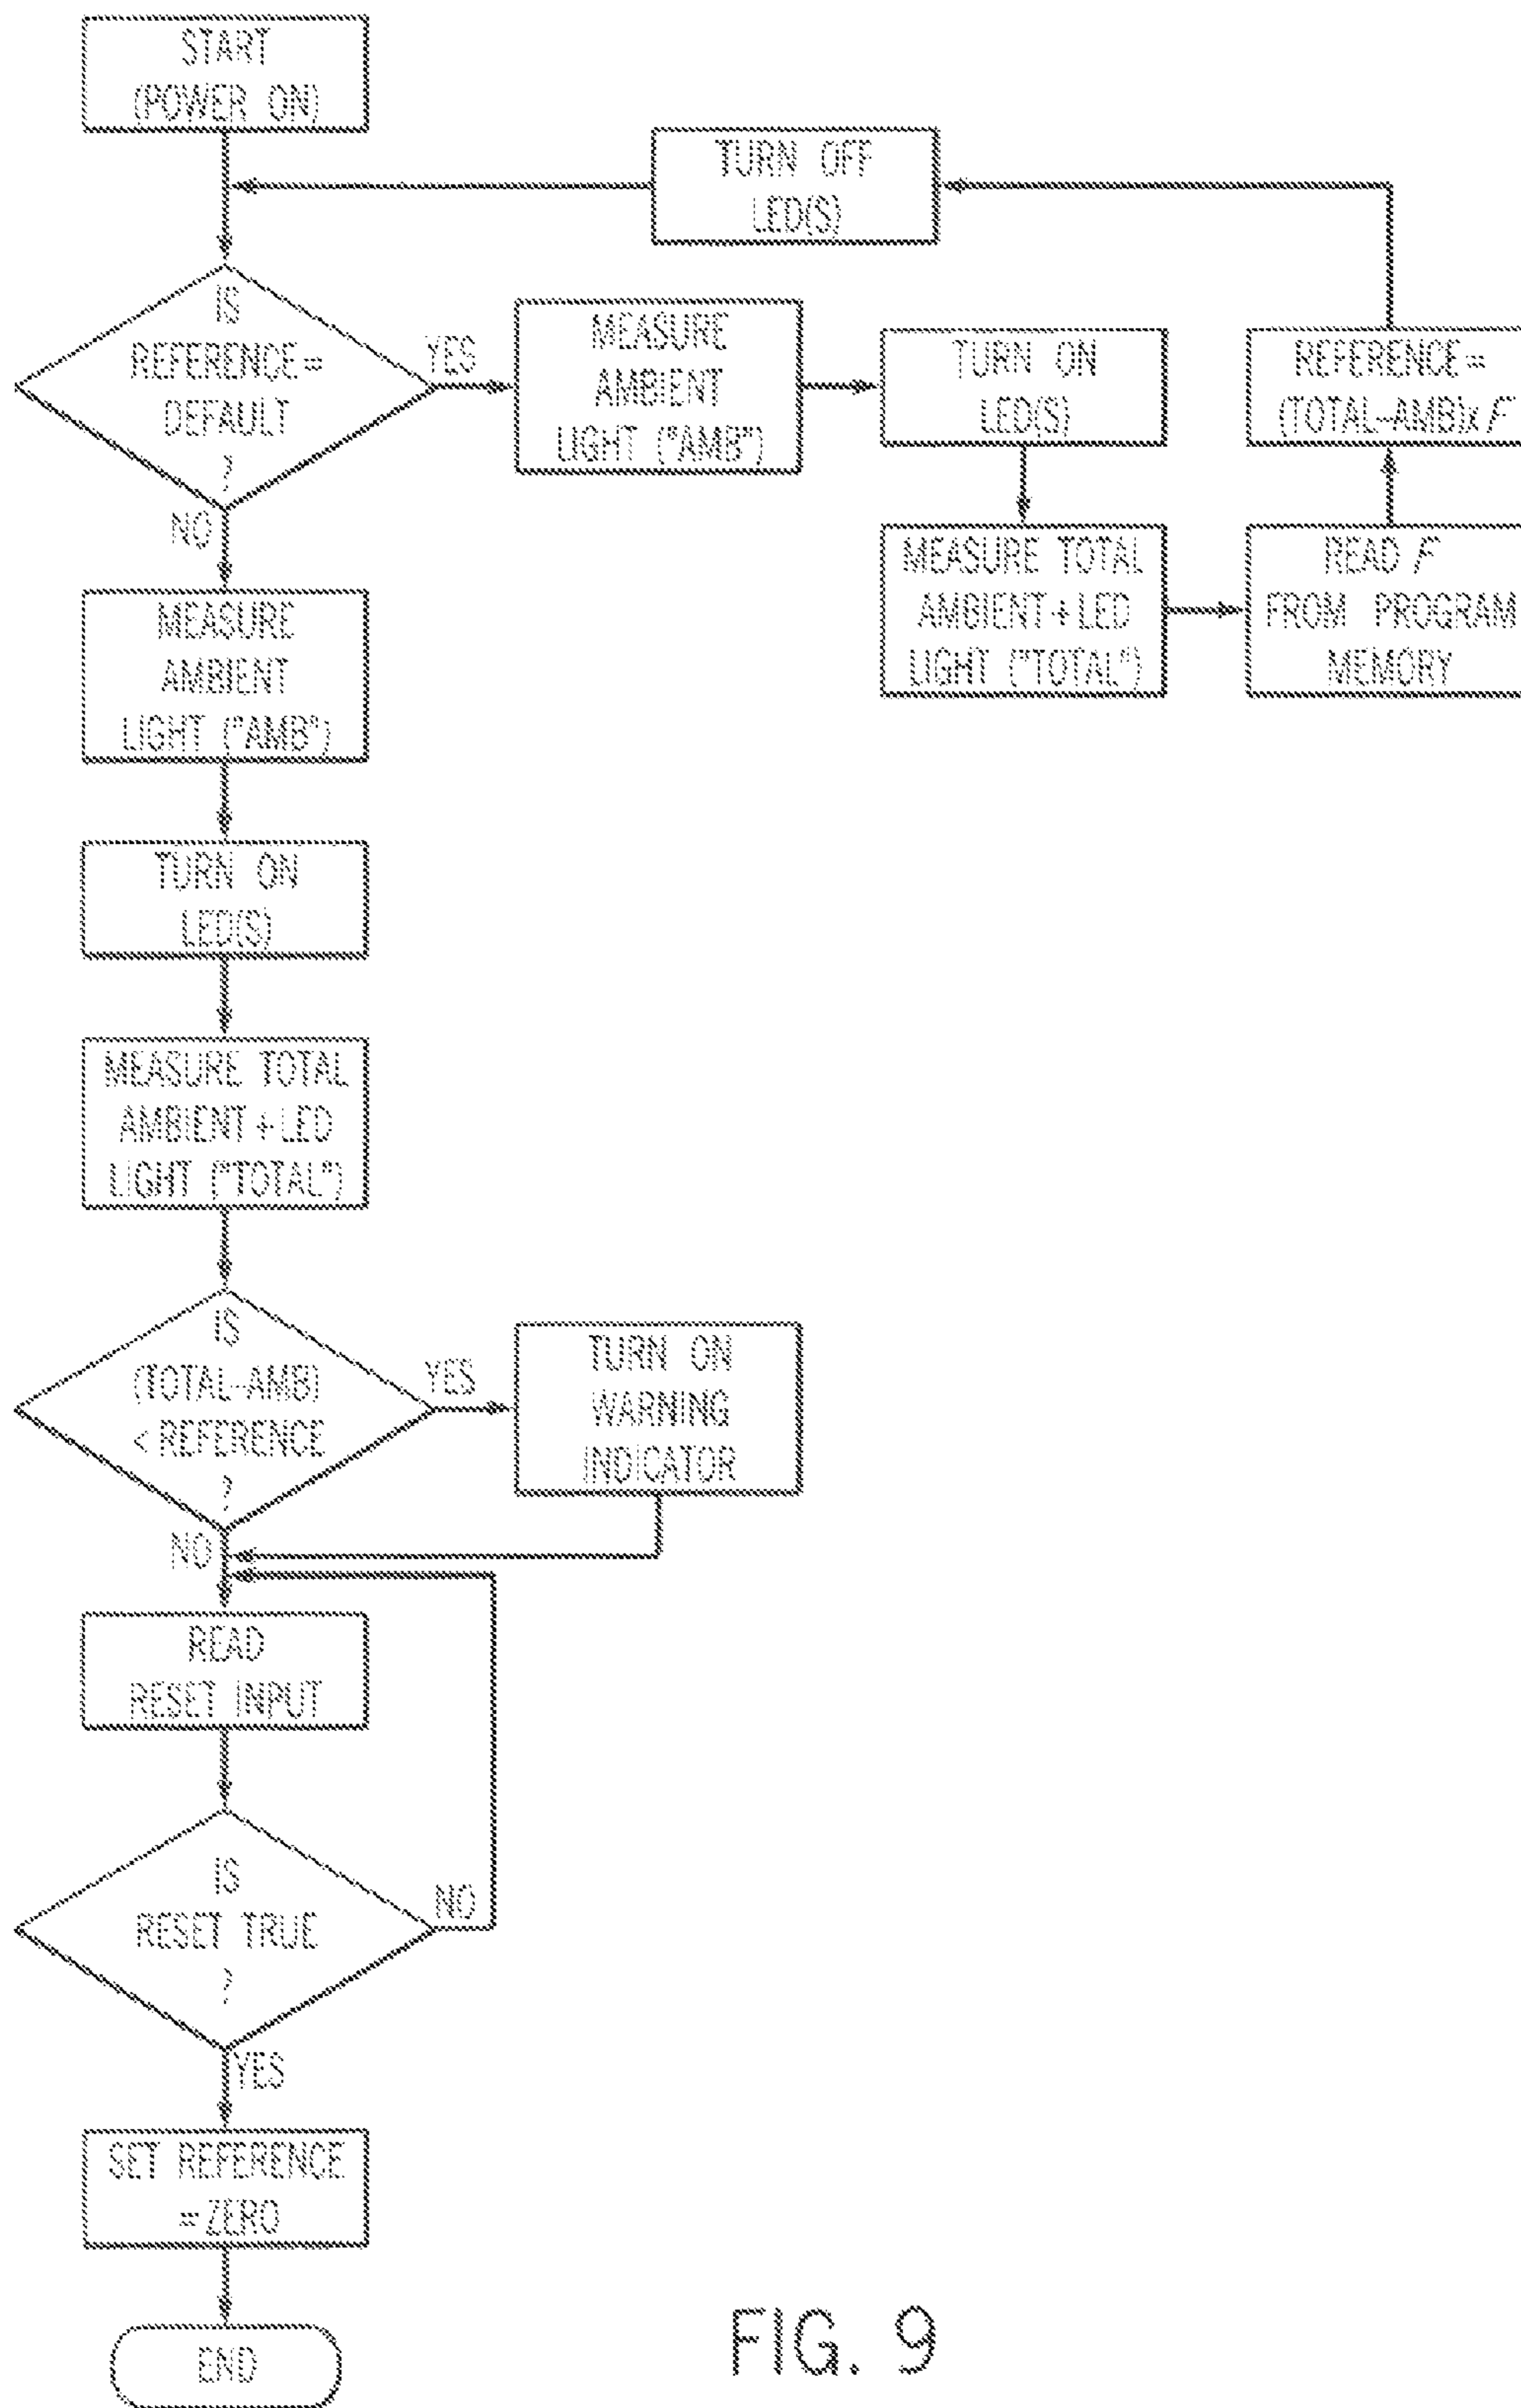 START
(POWER ON)
TURN OFF
LED(S)
IS
REFERENCE=
DEFAULT
?
YES
NO
MEASURE
AMBIENT
LIGHT ("AMB")
TURN ON
LED(S)
REFERENCE=
(TOTAL-AMB)x F
MEASURE TOTAL
AMBIENT+LED
LIGHT ("TOTAL")
READ F
FROM PROGRAM
MEMORY
MEASURE
AMBIENT
LIGHT ("AMB")
TURN ON
LED(S)
MEASURE TOTAL
AMBIENT+LED
LIGHT ("TOTAL")
IS
(TOTAL-AMB)
< REFERENCE
?
YES
NO
TURN ON
WARNING
INDICATOR
READ
RESET INPUT
IS
RESET TRUE
?
NO
YES
SET REFERENCE
=ZERO
END
FIG. 9